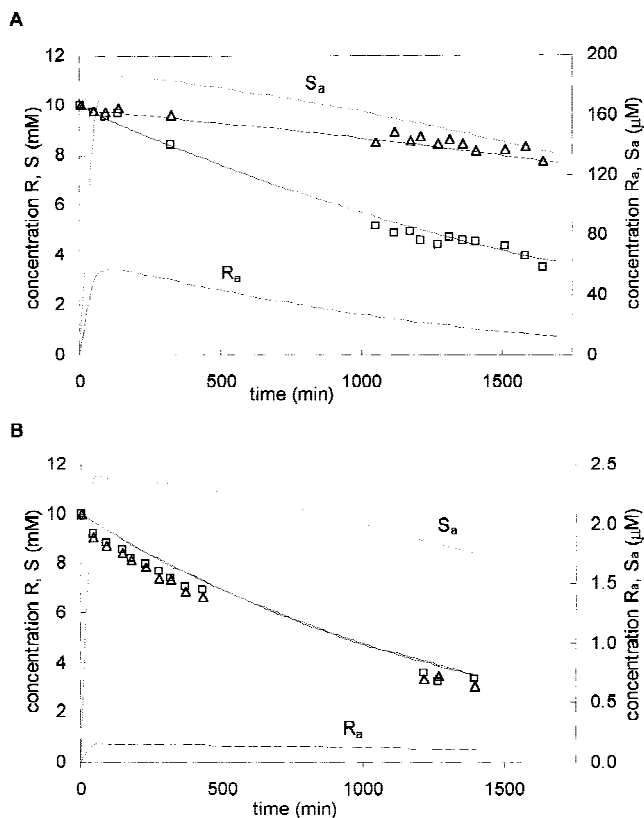 A
12
10
8
6
4
2
0
concentration R, S (mM)
200
160
120
80
40
0
concentration Ra, Sa (μM)
Sa
Ra
0
500
1000
1500
time (min)
B
12
10
8
6
4
2
0
concentration R, S (mM)
2.5
2.0
1.5
1.0
0.5
0.0
concentration Ra, Sa (μM)
Sa
Ra
0
500
1000
1500
time (min)